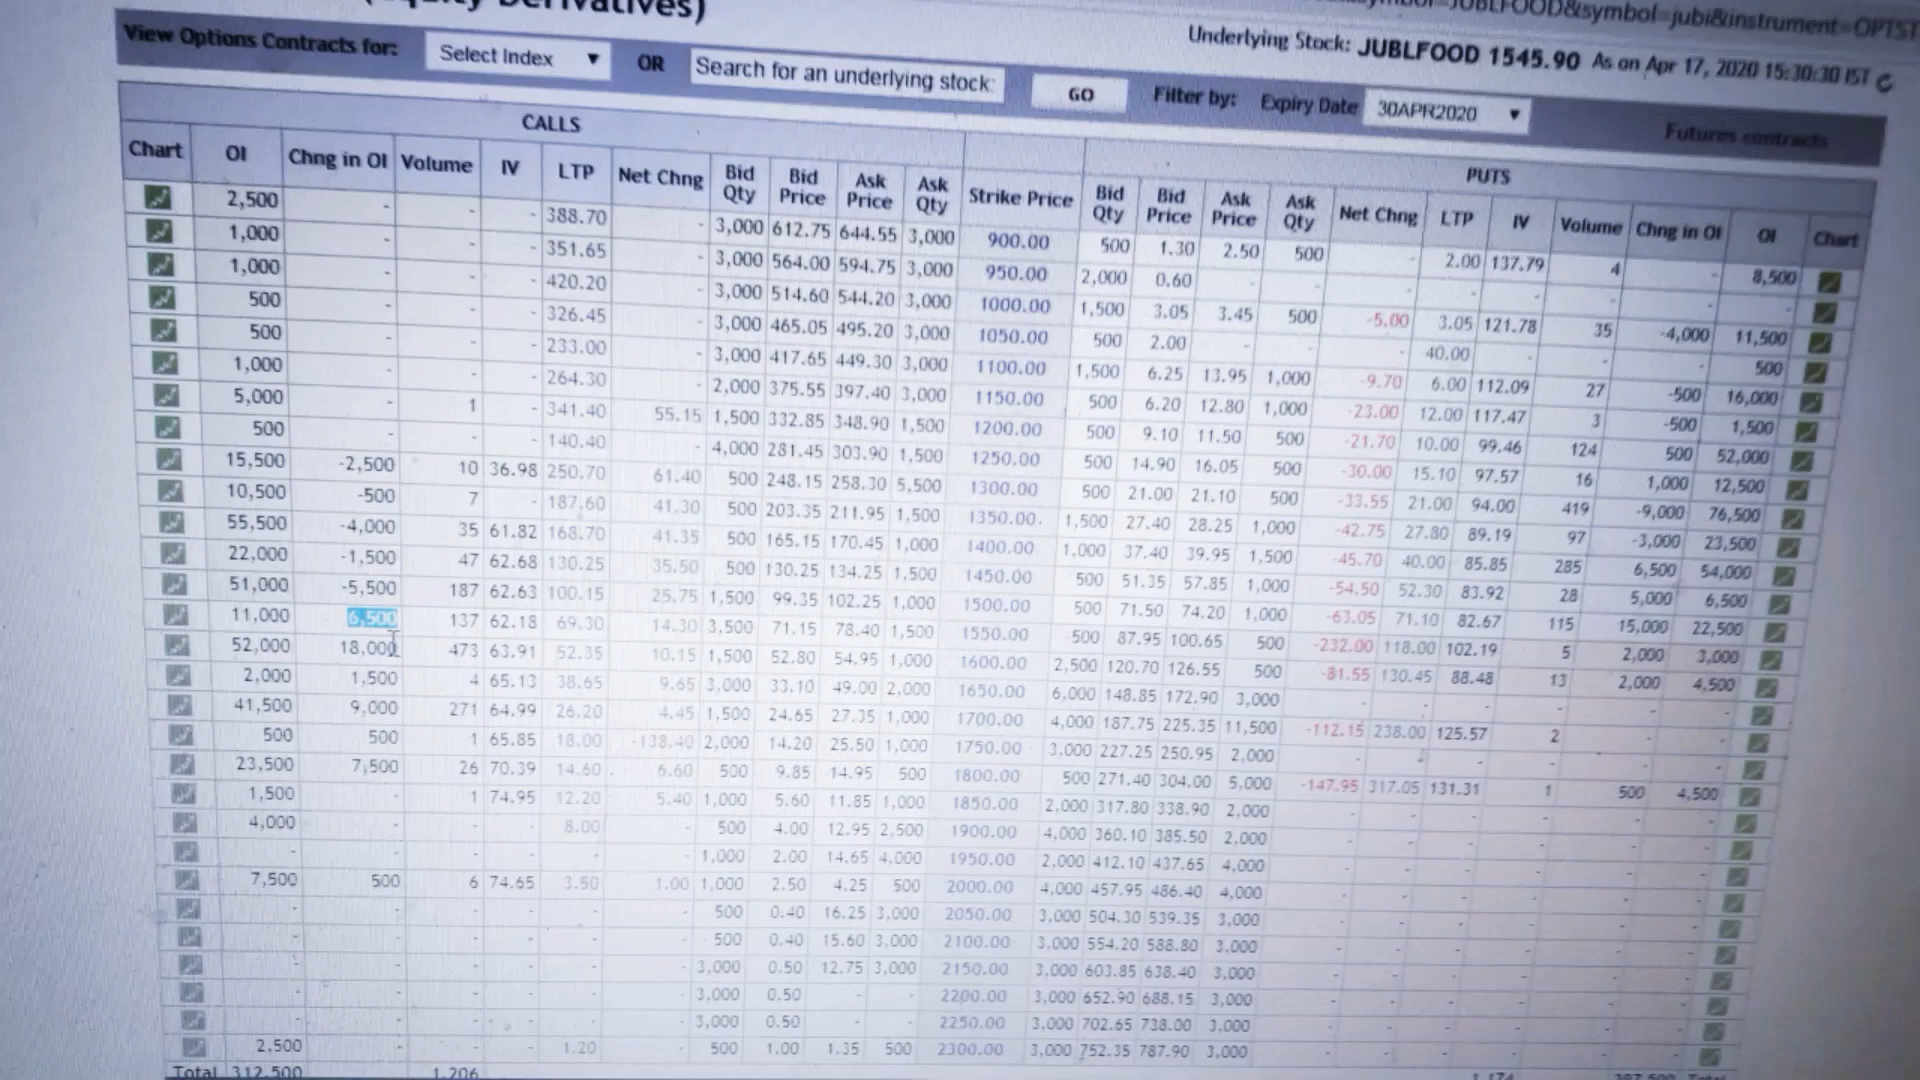 Derivatives)
JUBLFOOD&symbol=jubi&instrument=OPTST
View Options Contracts for: Select Index OR Search for an underlying stock: GO Filter by: Expiry Date 30APR2020 Futures contracts
Underlying Stock: JUBLFOOD 1545.90 As on Apr 17, 2020 15:30:30 IST
CALLS PUTS
Chart OI Chng in OI Volume IV LTP Net Chng Bid Qty Bid Price Ask Price Ask Qty Strike Price Bid Qty Bid Price Ask Price Ask Qty Net Chng LTP IV Volume Chng in OI OI Chart
2,500 - - - 388.70 - 3,000 612.75 644.55 3,000 900.00 500 1.30 2.50 500 - 2.00 137.79 4 - 8,500
1,000 - - - 351.65 - 3,000 564.00 594.75 3,000 950.00 2,000 0.60 - - - - - - - -
1,000 - - - 420.20 - 3,000 514.60 544.20 3,000 1000.00 1,500 3.05 3.45 500 -5.00 3.05 121.78 35 -4,000 11,500
500 - - - 326.45 - 3,000 465.05 495.20 3,000 1050.00 500 2.00 - - - 40.00 - - - 500
500 - - - 233.00 - 3,000 417.65 449.30 3,000 1100.00 1,500 6.25 13.95 1,000 -9.70 6.00 112.09 27 -500 16,000
1,000 - - - 264.30 - 2,000 375.55 397.40 3,000 1150.00 500 6.20 12.80 1,000 -23.00 12.00 117.47 3 -500 1,500
5,000 - 1 - 341.40 55.15 1,500 332.85 348.90 1,500 1200.00 500 9.10 11.50 500 -21.70 10.00 99.46 124 500 52,000
500 - - - 140.40 - 4,000 281.45 303.90 1,500 1250.00 500 14.90 16.05 500 -30.00 15.10 97.57 16 1,000 12,500
15,500 -2,500 10 36.98 250.70 61.40 500 248.15 258.30 5,500 1300.00 500 21.00 21.10 500 -33.55 21.00 94.00 419 -9,000 76,500
10,500 -500 7 - 187.60 41.30 500 203.35 211.95 1,500 1350.00 1,500 27.40 28.25 1,000 -42.75 27.80 89.19 97 -3,000 23,500
55,500 -4,000 35 61.82 168.70 41.35 500 165.15 170.45 1,000 1400.00 1,000 37.40 39.95 1,500 -45.70 40.00 85.85 285 6,500 54,000
22,000 -1,500 47 62.68 130.25 35.50 500 130.25 134.25 1,500 1450.00 500 51.35 57.85 1,000 -54.50 52.30 83.92 28 5,000 6,500
51,000 -5,500 187 62.63 100.15 25.75 1,500 99.35 102.25 1,000 1500.00 500 71.50 74.20 1,000 -63.05 71.10 82.67 115 15,000 22,500
11,000 6,500 137 62.18 69.30 14.30 3,500 71.15 78.40 1,500 1550.00 500 87.95 100.65 500 -232.00 118.00 102.19 5 2,000 3,000
52,000 18,000 473 63.91 52.35 10.15 1,500 52.80 54.95 1,000 1600.00 2,500 120.70 126.55 500 -81.55 130.45 88.48 13 2,000 4,500
2,000 1,500 4 65.13 38.65 9.65 3,000 33.10 49.00 2,000 1650.00 6,000 148.85 172.90 3,000 - - - - - -
41,500 9,000 271 64.99 26.20 4.45 1,500 24.65 27.35 1,000 1700.00 4,000 187.75 225.35 11,500 -112.15 238.00 125.57 2 - -
500 500 1 65.85 18.00 -138.40 2,000 14.20 25.50 1,000 1750.00 3,000 227.25 250.95 2,000 - - - - - -
23,500 7,500 26 70.39 14.60 6.60 500 9.85 14.95 500 1800.00 500 271.40 304.00 5,000 -147.95 317.05 131.31 1 500 4,500
1,500 - 1 74.95 12.20 5.40 1,000 5.60 11.85 1,000 1850.00 2,000 317.80 338.90 2,000 - - - - - -
4,000 - - - 8.00 - 500 4.00 12.95 2,500 1900.00 4,000 360.10 385.50 2,000 - - - - - -
- - - - - - 1,000 2.00 14.65 4,000 1950.00 2,000 412.10 437.65 4,000 - - - - - -
7,500 500 6 74.65 3.50 1.00 1,000 2.50 4.25 500 2000.00 4,000 457.95 486.40 4,000 - - - - - -
- - - - - - 500 0.40 16.25 3,000 2050.00 3,000 504.30 539.35 3,000 - - - - - -
- - - - - - 500 0.40 15.60 3,000 2100.00 3,000 554.20 588.80 3,000 - - - - - -
- - - - - - 3,000 0.50 12.75 3,000 2150.00 3,000 603.85 638.40 3,000 - - - - - -
- - - - - - 3,000 0.50 - - 2200.00 3,000 652.90 688.15 3,000 - - - - - -
- - - - - - 3,000 0.50 - - 2250.00 3,000 702.65 738.00 3,000 - - - - - -
2,500 - - - 1.20 - 500 1.00 1.35 500 2300.00 3,000 752.35 787.90 3,000 - - - - - -
Total 312,500 1,206 Total